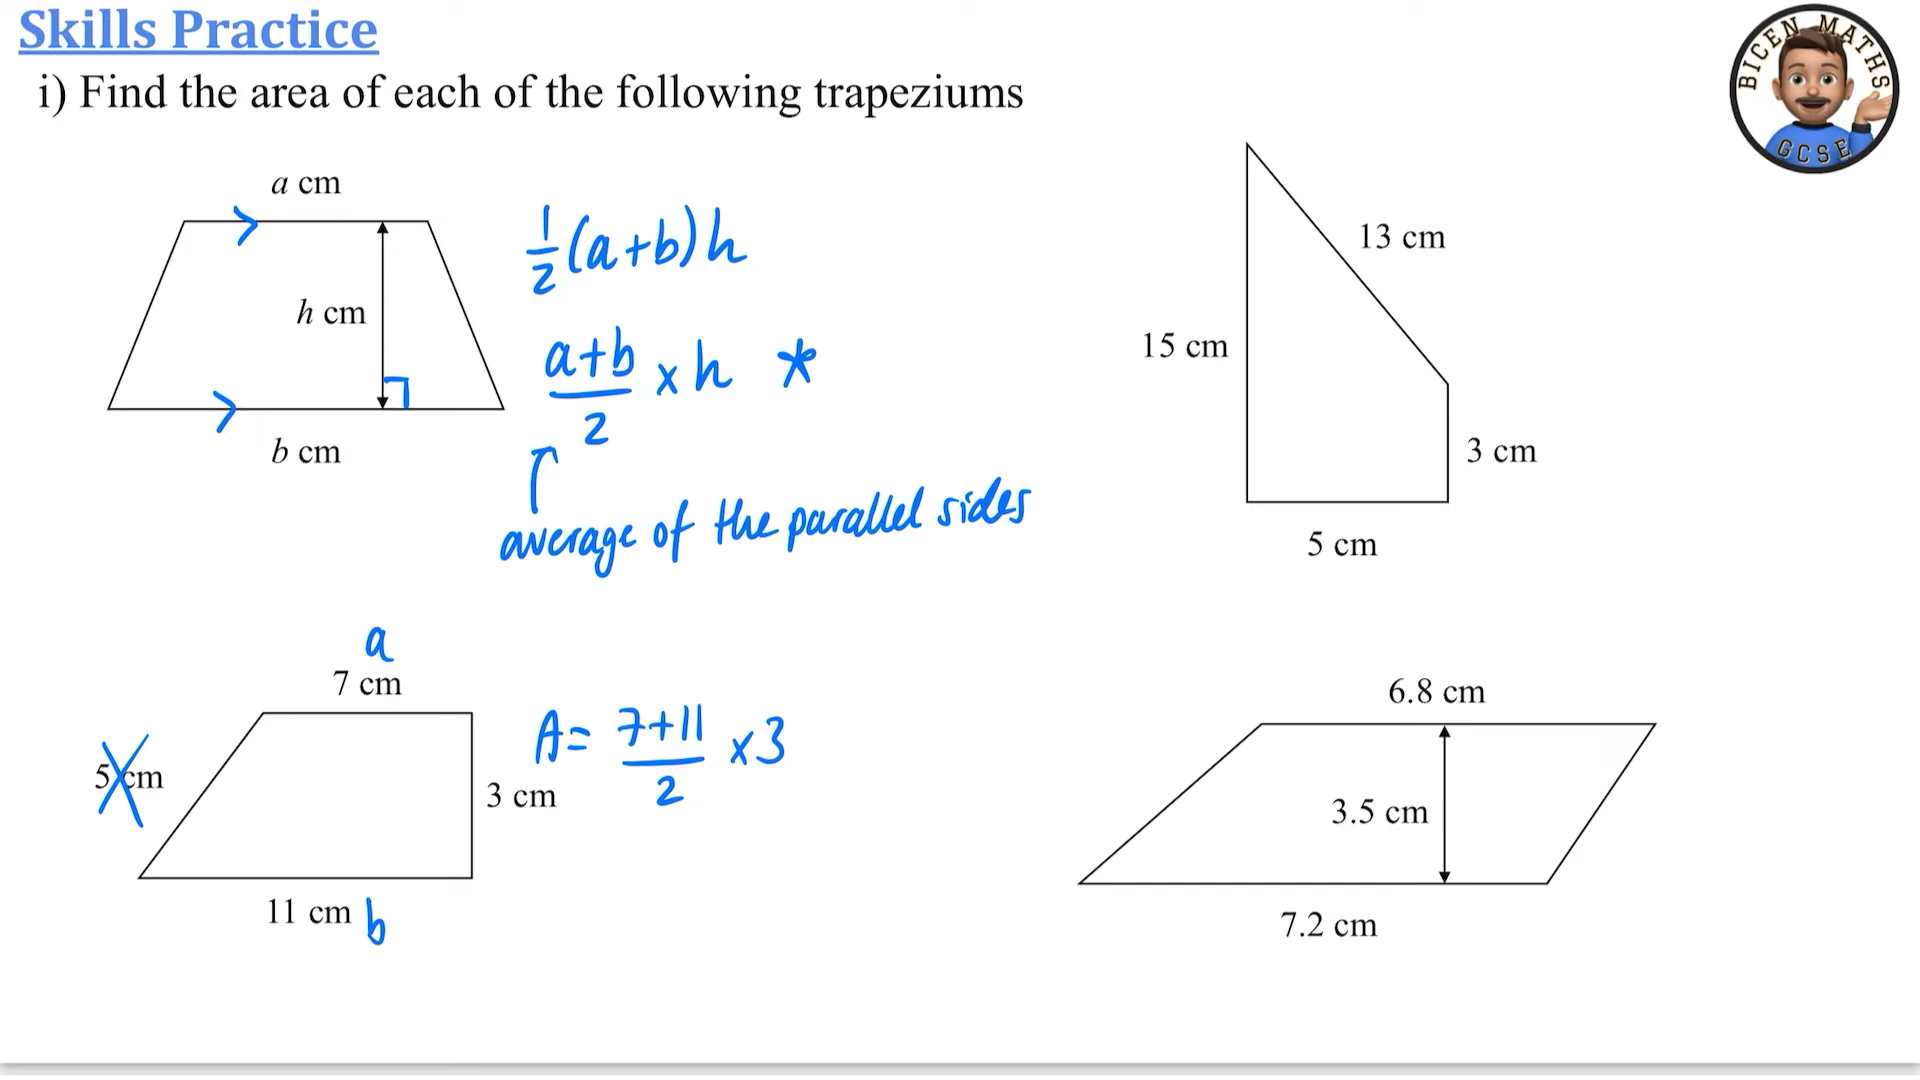 Skills Practice
i) Find the area of each of the following trapeziums
BICEN MATHS
GCSE
a cm
h cm
b cm
1/2 (a+b)h
a+b/2 × h *
average of the parallel sides
15 cm
13 cm
3 cm
5 cm
a
7 cm
5 cm
3 cm
11 cm b
A = 7+11/2 × 3
6.8 cm
3.5 cm
7.2 cm